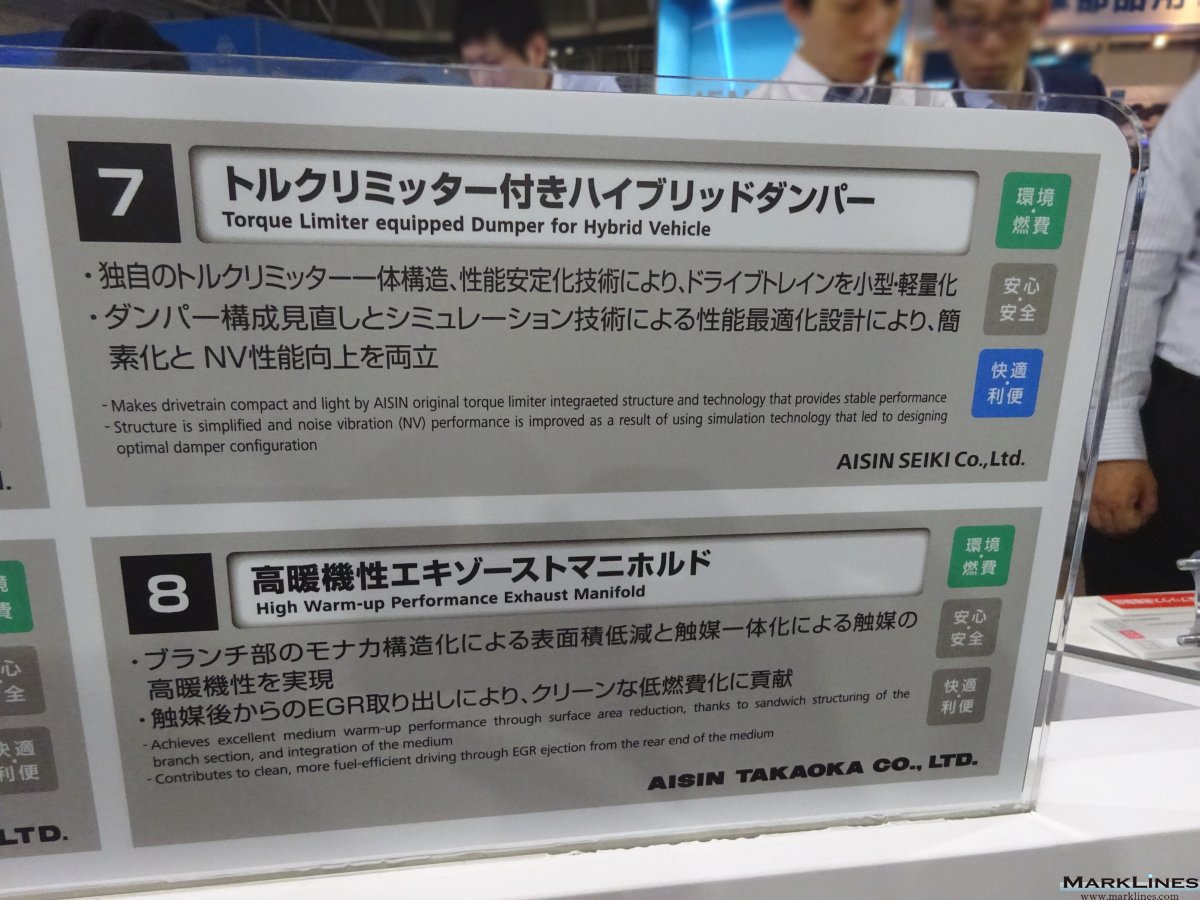 部品用
7
トルクリミッター付きハイブリッドダンパー
Torque Limiter equipped Dumper for Hybrid Vehicle
環境・燃費
安心・安全
快適・利便
・独自のトルクリミッター一体構造、性能安定化技術により、ドライブトレインを小型・軽量化
・ダンパー構成見直しとシミュレーション技術による性能最適化設計により、簡
素化と NV性能向上を両立
- Makes drivetrain compact and light by AISIN original torque limiter integraeted structure and technology that provides stable performance
- Structure is simplified and noise vibration (NV) performance is improved as a result of using simulation technology that led to designing
optimal damper configuration
AISIN SEIKI Co.,Ltd.
8
高暖機性エキゾーストマニホルド
High Warm-up Performance Exhaust Manifold
環境・燃費
安心・安全
快適・利便
・ブランチ部のモナカ構造化による表面積低減と触媒一体化による触媒の
高暖機性を実現
・触媒後からのEGR取り出しにより、クリーンな低燃費化に貢献
- Achieves excellent medium warm-up performance through surface area reduction, thanks to sandwich structuring of the
branch section, and integration of the medium
- Contributes to clean, more fuel-efficient driving through EGR ejection from the rear end of the medium
AISIN TAKAOKA CO., LTD.
境
費
心
全
快適
利便
LTD.
MARKLINES
www.marklines.com